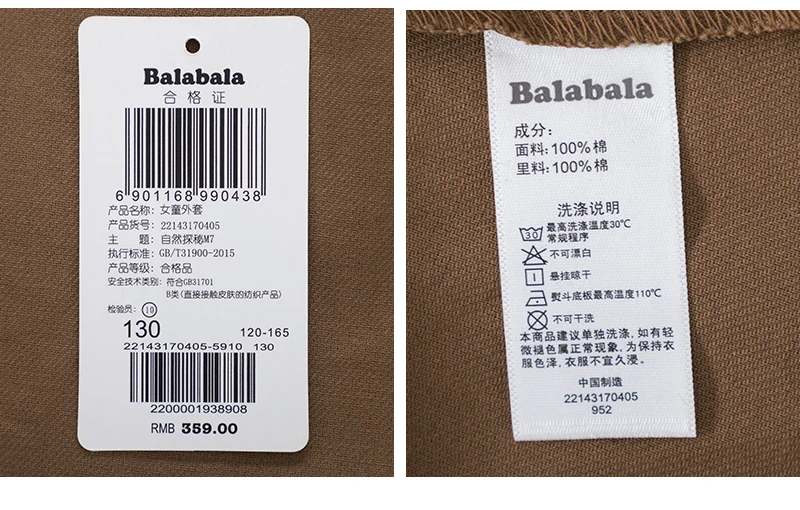 Balabala
合格证
6 901168 990438
产品名称：女童外套
产品货号：22143170405
主 题：自然探秘M7
执行标准：GB/T31900-2015
产品等级：合格品
安全技术类别：符合GB31701
B类(直接接触皮肤的纺织产品)
检验员：10
130 120-165
22143170405-5910 130
2200001938908
RMB 359.00
Balabala
成分：
面料：100%棉
里料：100%棉
洗涤说明
30 最高洗涤温度30℃
常规程序
不可漂白
悬挂晾干
熨斗底板最高温度110℃
不可干洗
本商品建议单独洗涤，如有轻
微褪色属正常现象，为保持衣
服色泽，衣服不宜久浸。
中国制造
22143170405
952